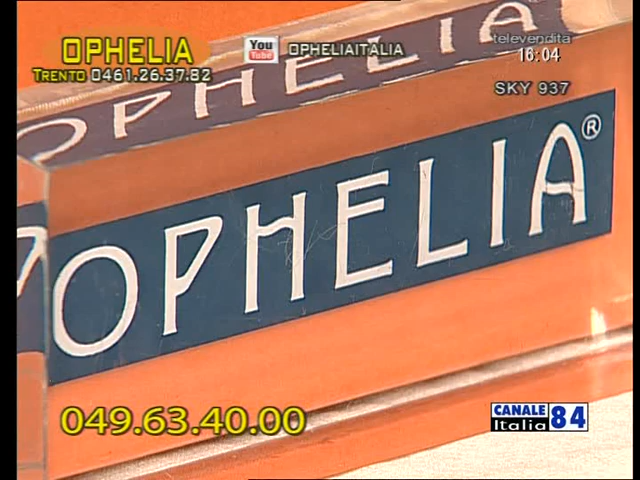 OPHELIA
TRENTO 0461.26.37.82
You
Tube
OPHELIAITALIA
televendita
16:04
SKY 937
OPHELIA
OPHELIA®
049.63.40.00
CANALE
Italia 84